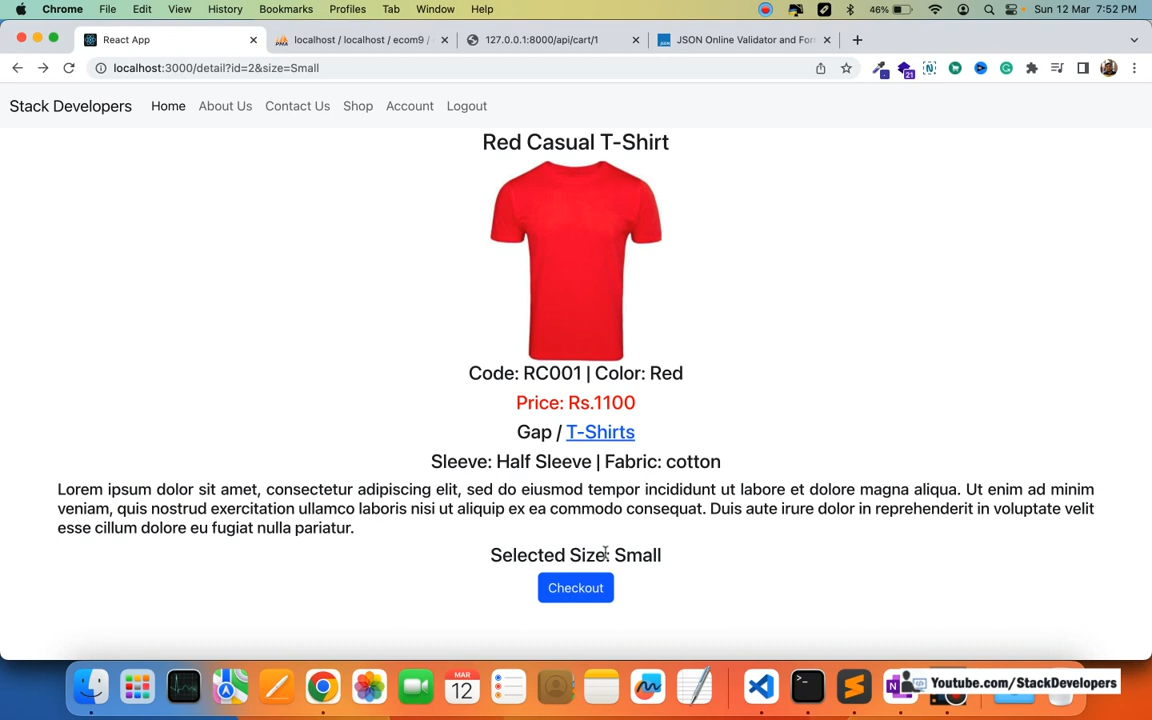 Chrome File Edit View History Bookmarks Profiles Tab Window Help 46% Sun 12 Mar 7:52 PM
React App localhost / localhost / ecom9 / 127.0.0.1:8000/api/cart/1 JSON Online Validator and For
localhost:3000/detail?id=2&size=Small 21
Stack Developers Home About Us Contact Us Shop Account Logout
Red Casual T-Shirt
Code: RC001 | Color: Red
Price: Rs.1100
Gap / T-Shirts
Sleeve: Half Sleeve | Fabric: cotton
Lorem ipsum dolor sit amet, consectetur adipiscing elit, sed do eiusmod tempor incididunt ut labore et dolore magna aliqua. Ut enim ad minim
veniam, quis nostrud exercitation ullamco laboris nisi ut aliquip ex ea commodo consequat. Duis aute irure dolor in reprehenderit in voluptate velit
esse cillum dolore eu fugiat nulla pariatur.
Selected Size: Small
Checkout
MAR
12
Youtube.com/StackDevelopers